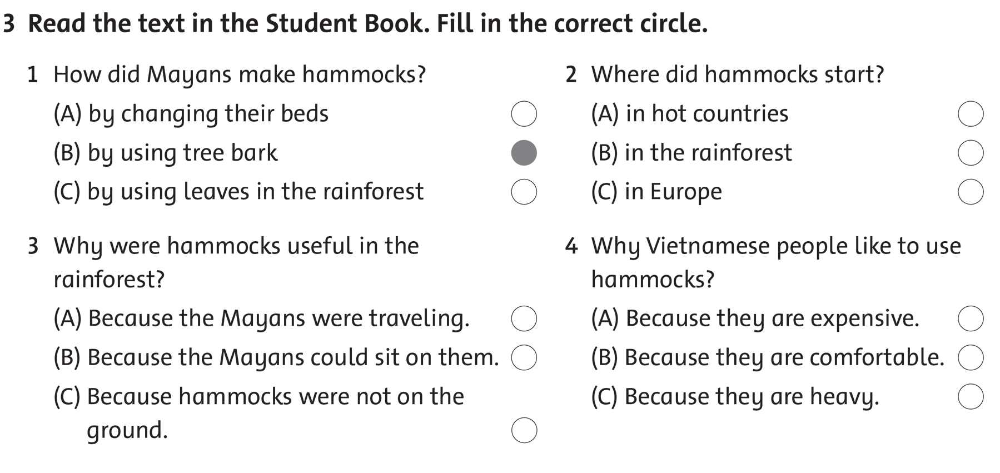 3 Read the text in the Student Book. Fill in the correct circle.
1 How did Mayans make hammocks?
(A) by changing their beds
(B) by using tree bark
(C) by using leaves in the rainforest
2 Where did hammocks start?
(A) in hot countries
(B) in the rainforest
(C) in Europe
3 Why were hammocks useful in the
rainforest?
(A) Because the Mayans were traveling.
(B) Because the Mayans could sit on them.
(C) Because hammocks were not on the
ground.
4 Why Vietnamese people like to use
hammocks?
(A) Because they are expensive.
(B) Because they are comfortable.
(C) Because they are heavy.